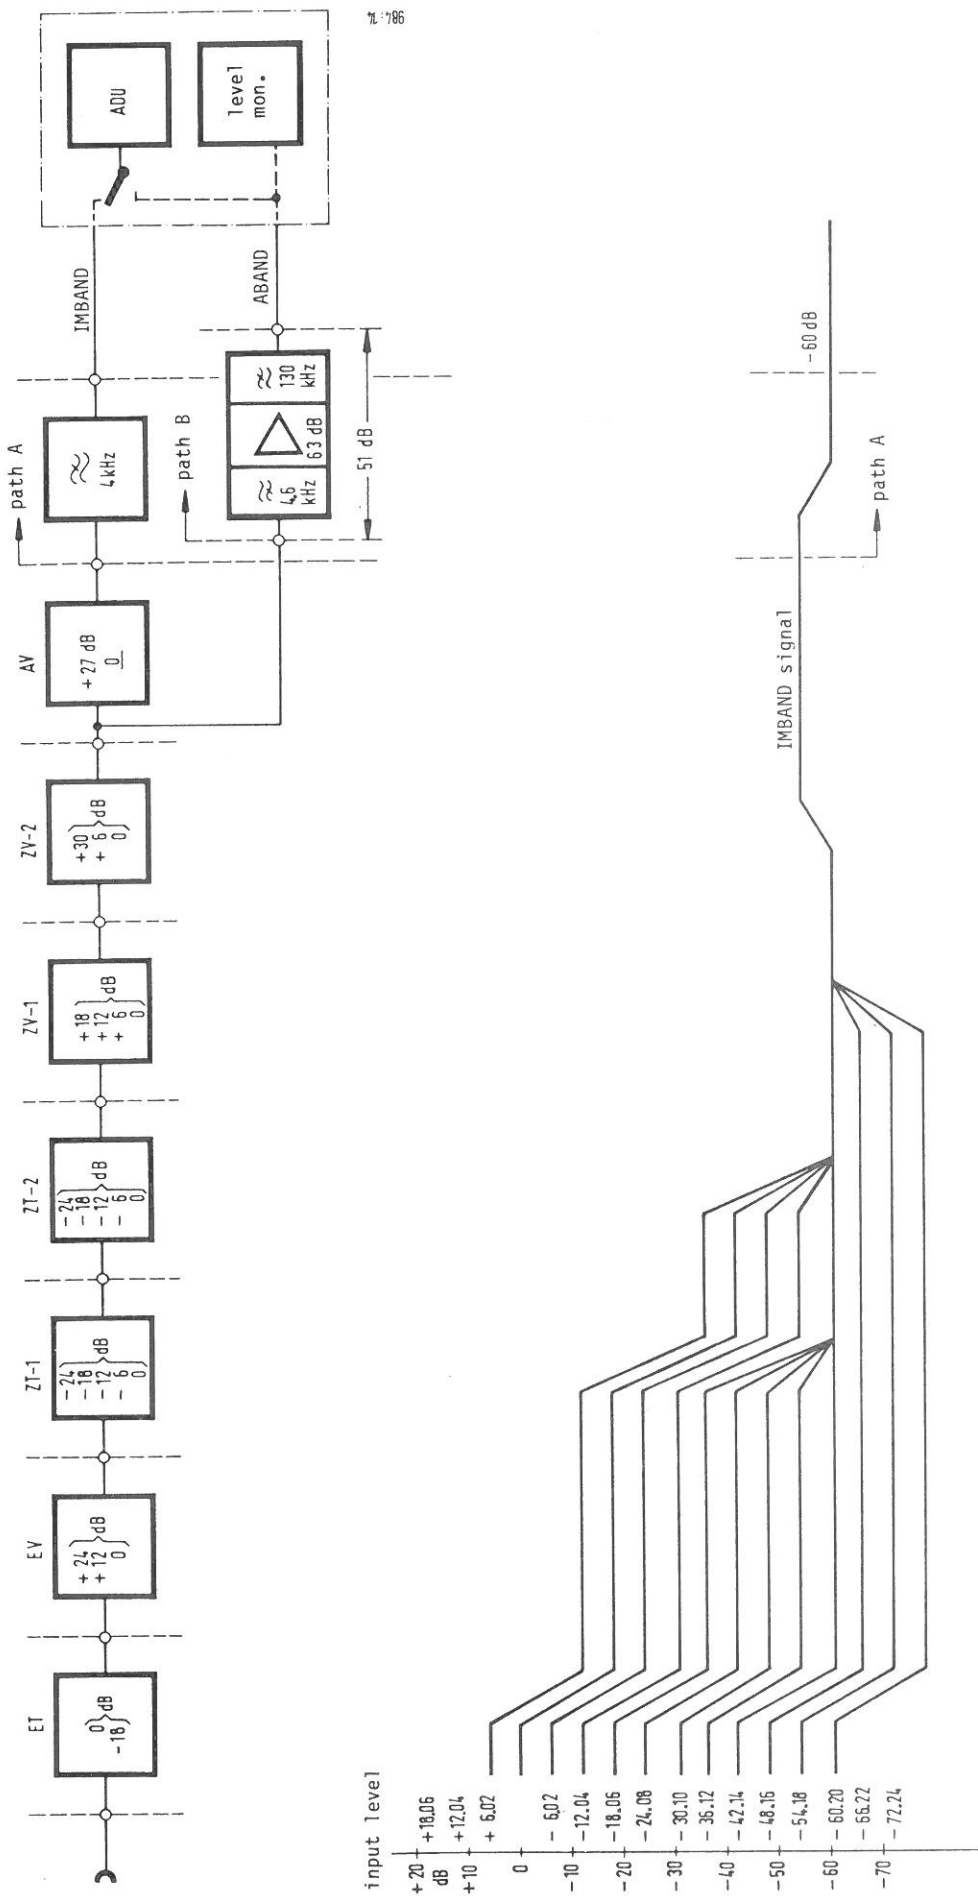 ET
0
-18
dB
EV
+24
+12
0
dB
ZT-1
-24
-18
-12
-6
0
dB
ZT-2
-24
-18
-12
-6
0
dB
ZV-1
+18
+12
+6
0
dB
ZV-2
+30
+6
0
dB
AV
+27 dB
0
path A
4 kHz
IMBAND
path B
4.6
kHz
63 dB
130
kHz
51 dB
ABAND
ADU
level
mon.
984:14
input level
+20
dB
+10
0
-10
-20
-30
-40
-50
-60
-70
+18.06
+12.04
+6.02
-6.02
-12.04
-18.06
-24.08
-30.10
-36.12
-42.14
-48.16
-54.18
-60.20
-66.22
-72.24
IMBAND signal
path A
-60 dB